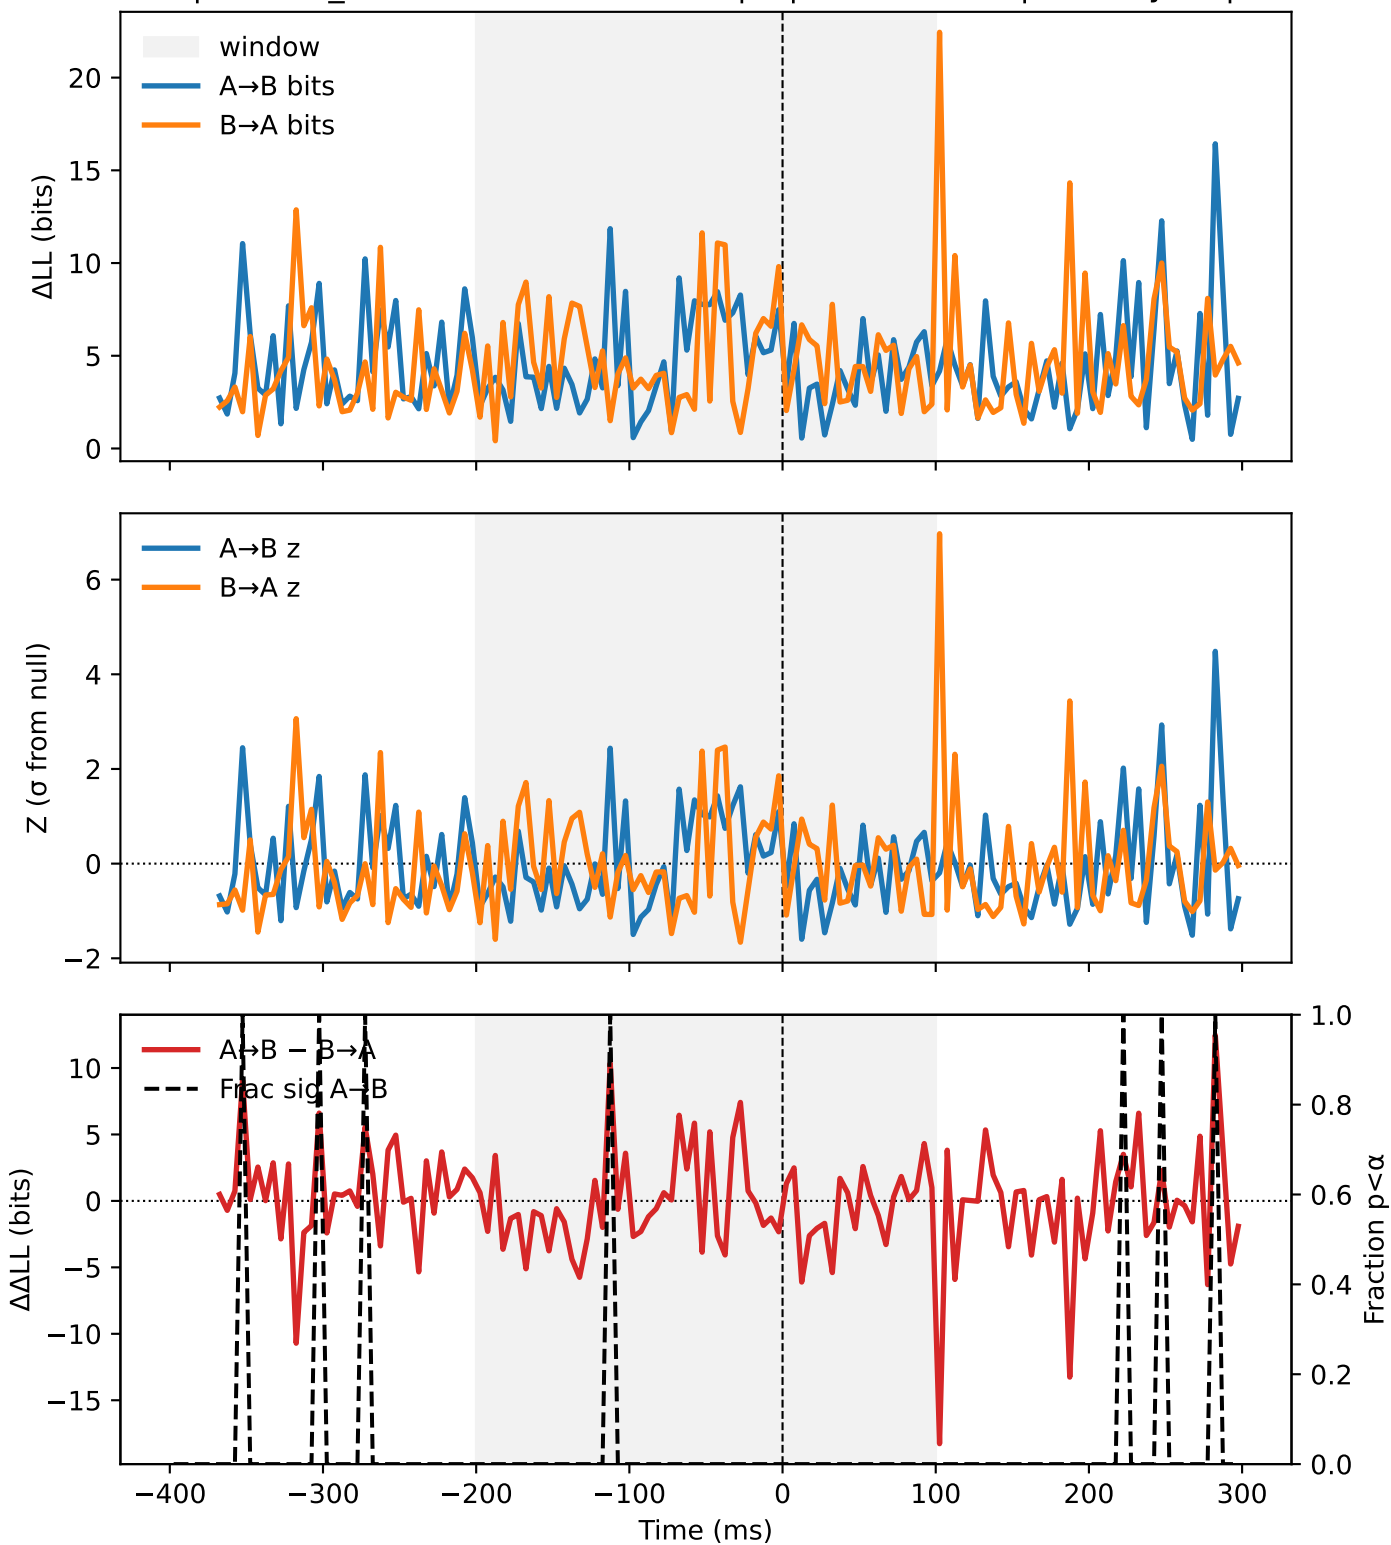 window
A→B bits
B→A bits
ΔLL (bits)
20
15
10
5
0
A→B z
B→A z
Z (σ from null)
6
4
2
0
−2
A→B − B→A
Frac sig A→B
ΔΔLL (bits)
10
5
0
−5
−10
−15
1.0
0.8
0.6
0.4
0.2
0.0
Fraction p<α
−400 −300 −200 −100 0 100 200 300
Time (ms)